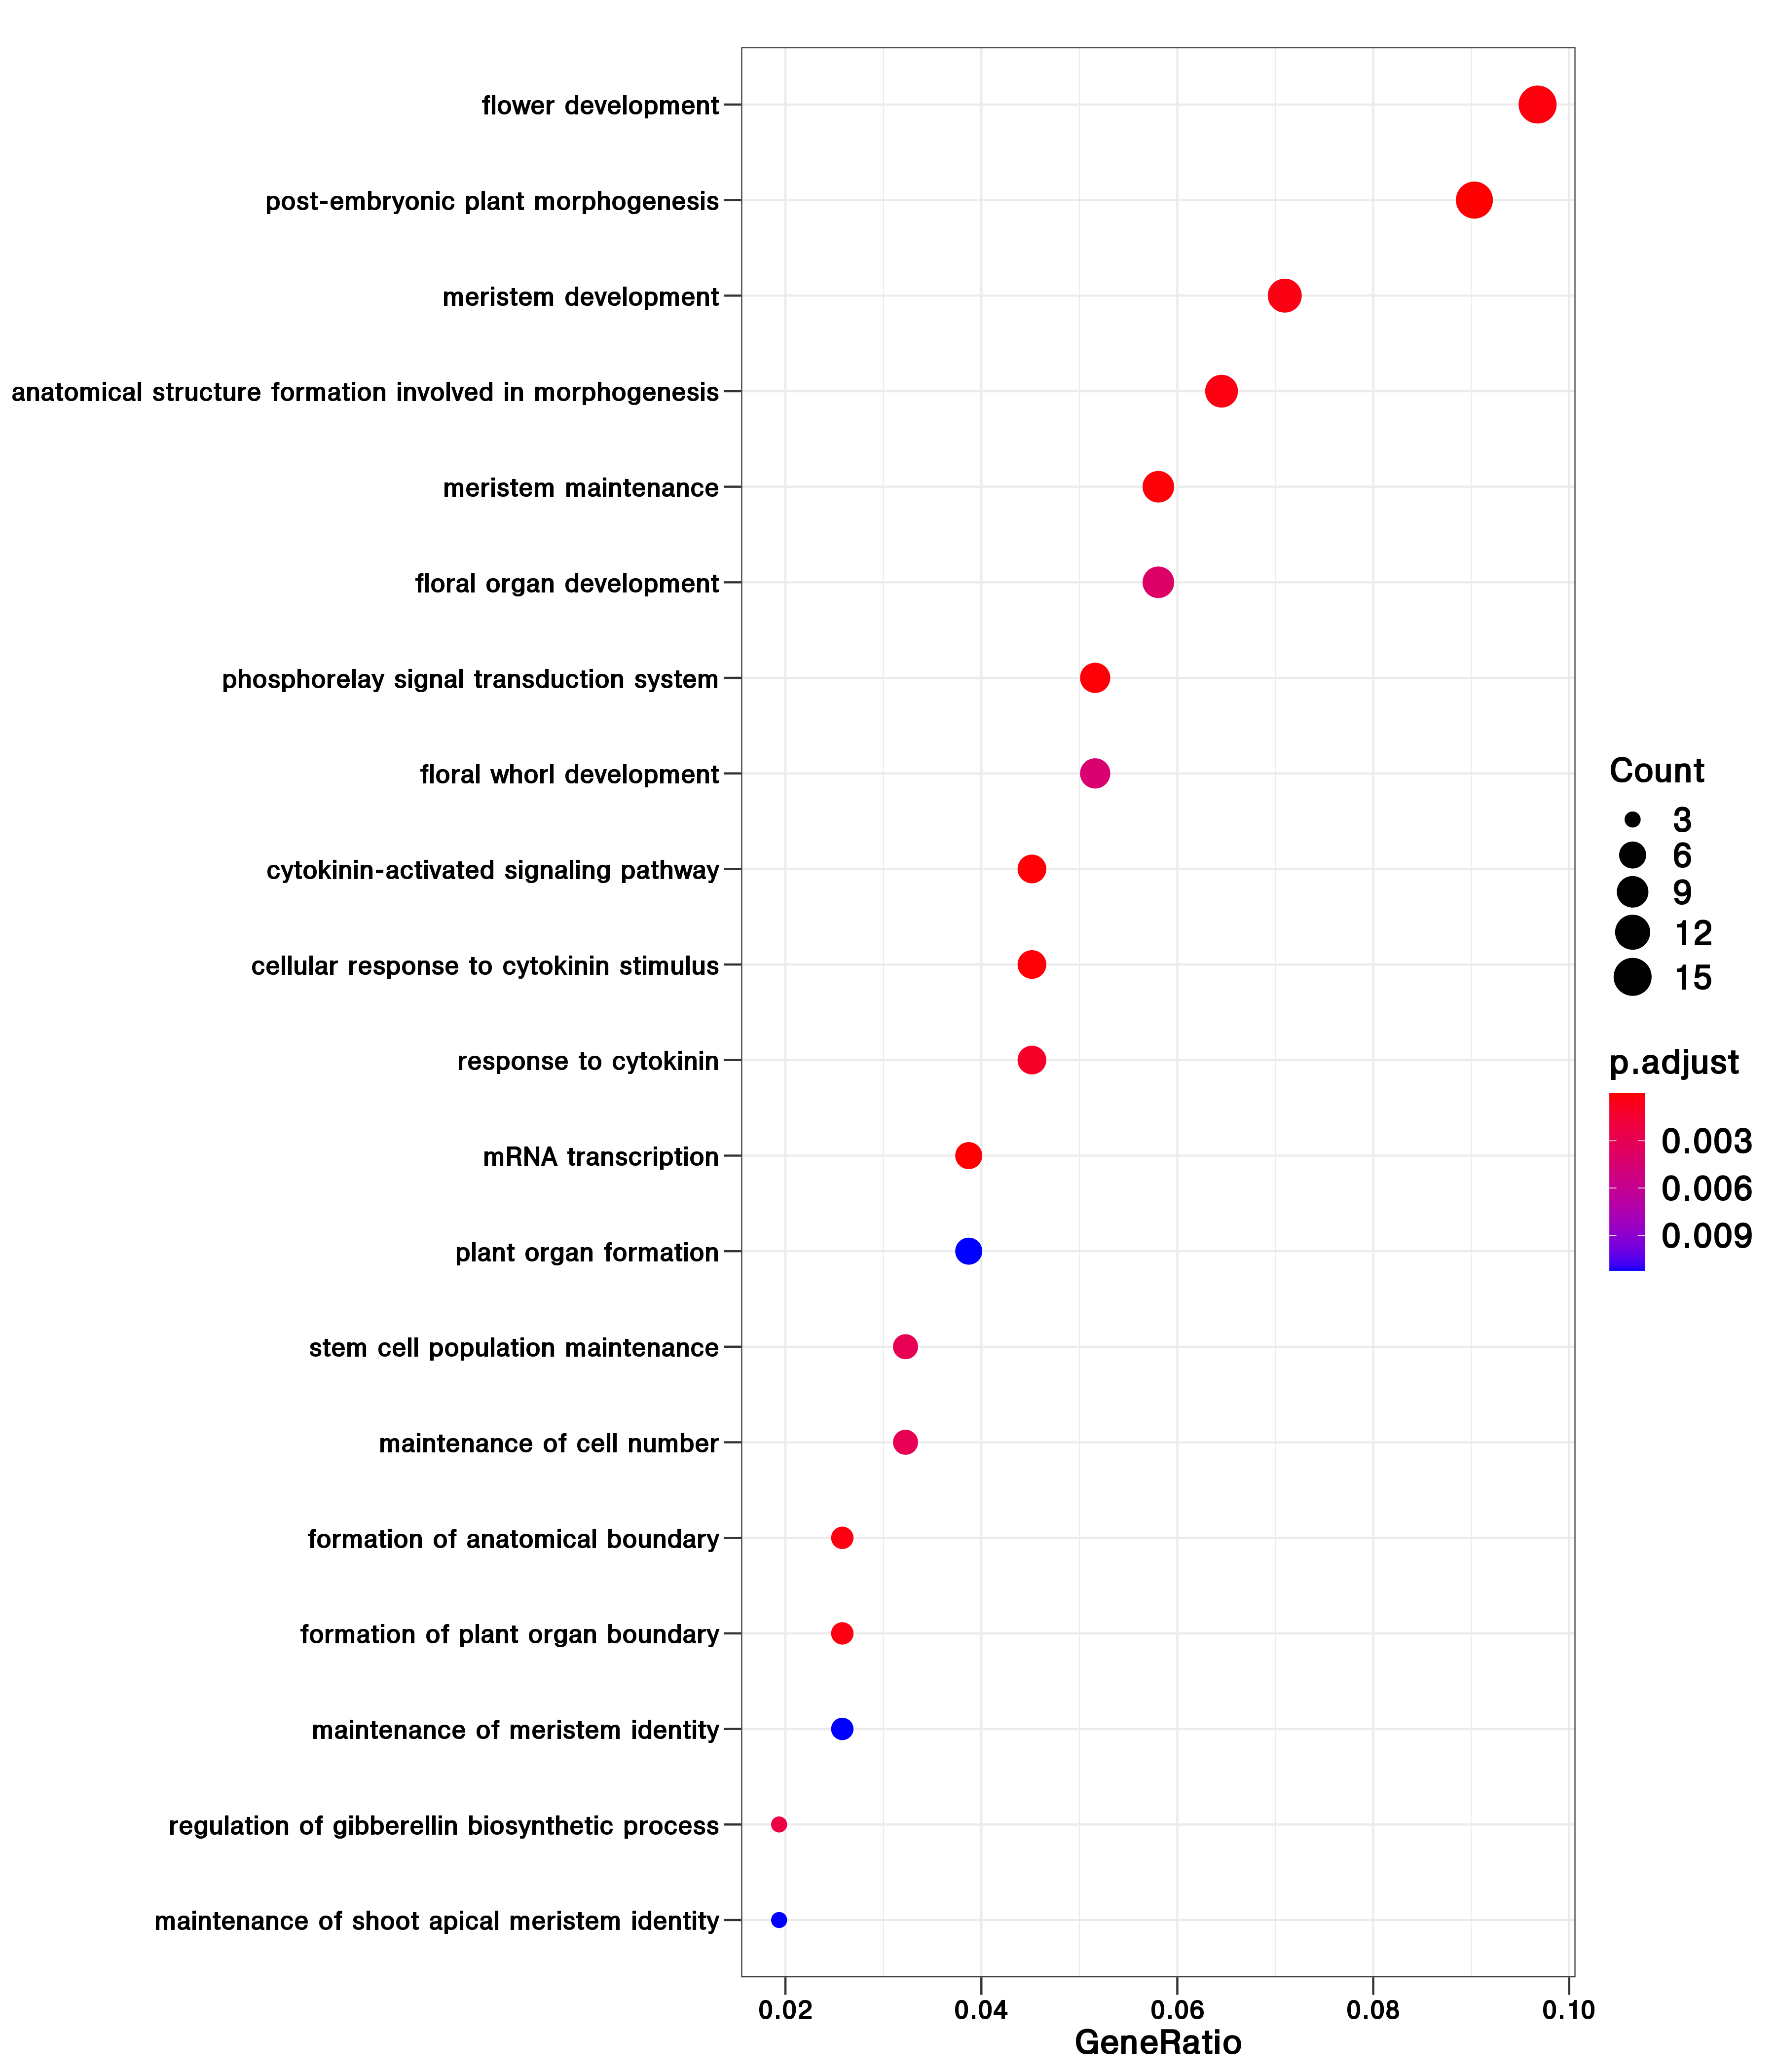 flower development
post-embryonic plant morphogenesis
meristem development
anatomical structure formation involved in morphogenesis
meristem maintenance
floral organ development
phosphorelay signal transduction system
floral whorl development
cytokinin-activated signaling pathway
cellular response to cytokinin stimulus
response to cytokinin
mRNA transcription
plant organ formation
stem cell population maintenance
maintenance of cell number
formation of anatomical boundary
formation of plant organ boundary
maintenance of meristem identity
regulation of gibberellin biosynthetic process
maintenance of shoot apical meristem identity
0.02 0.04 0.06 0.08 0.10
GeneRatio
Count
3
6
9
12
15
p.adjust
0.003
0.006
0.009